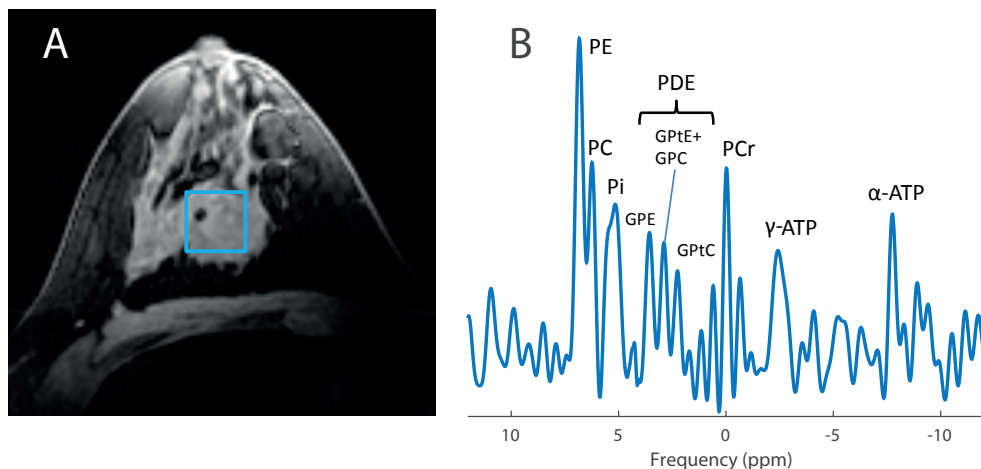 A
B
PE
PDE
GPtE+
GPC
PC
PCr
Pi
GPE
GPtC
γ-ATP
α-ATP
10 5 0 -5 -10
Frequency (ppm)